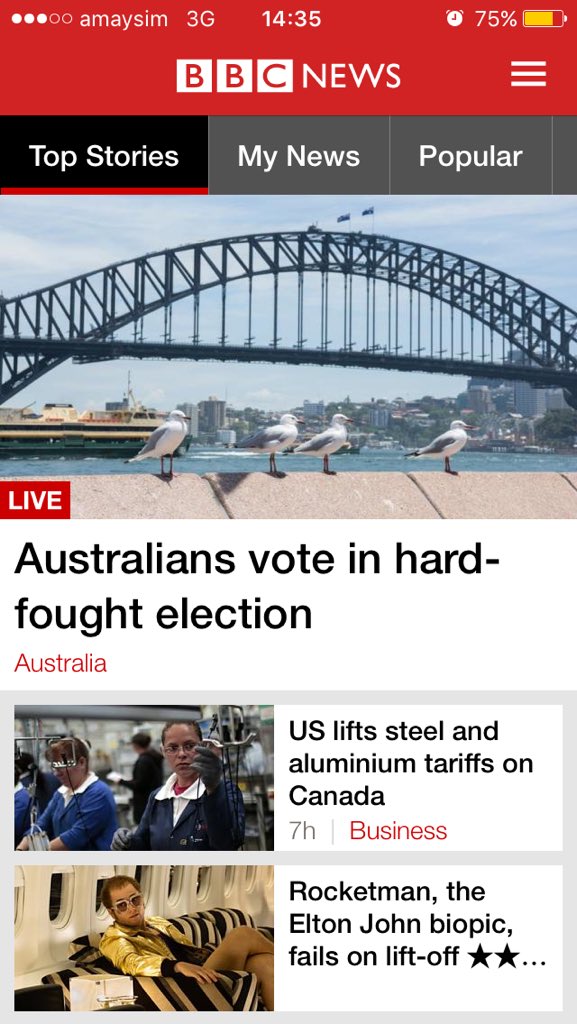 amaysim 3G 14:35 75%
BBC NEWS
Top Stories My News Popular
LIVE
Australians vote in hard-
fought election
Australia
US lifts steel and
aluminium tariffs on
Canada
7h | Business
Rocketman, the
Elton John biopic,
fails on lift-off ★★...